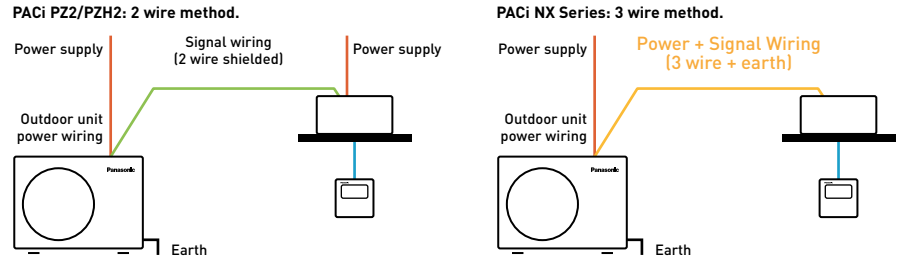 PACi PZ2/PZH2: 2 wire method.
Power supply
Signal wiring
(2 wire shielded)
Power supply
Outdoor unit
power wiring
Panasonic
Earth
PACi NX Series: 3 wire method.
Power supply
Power + Signal Wiring
(3 wire + earth)
Outdoor unit
power wiring
Panasonic
Earth